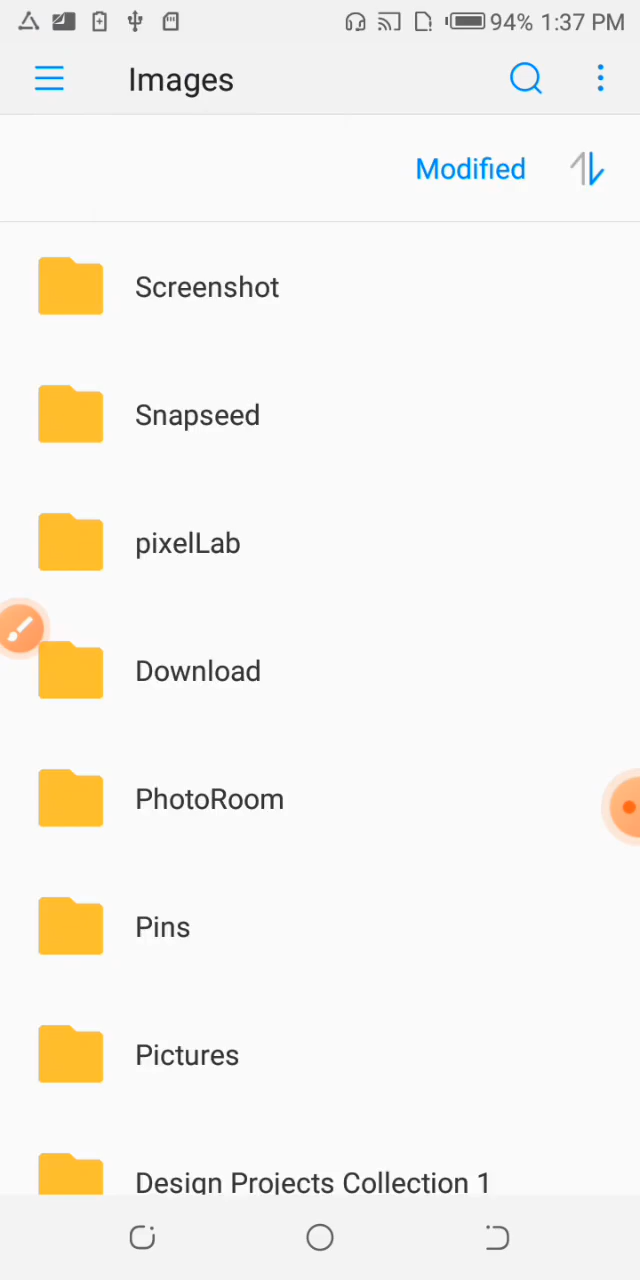 94% 1:37 PM
Images
Modified
Screenshot
Snapseed
pixelLab
Download
PhotoRoom
Pins
Pictures
Design Projects Collection 1